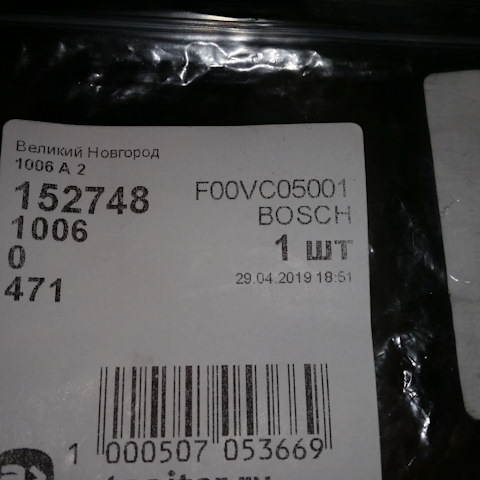 Великий Новгород
1006 А 2
152748
1006
0
471
F00VC05001
BOSCH
1 шт
29.04.2019 18:51
1 000507 053669